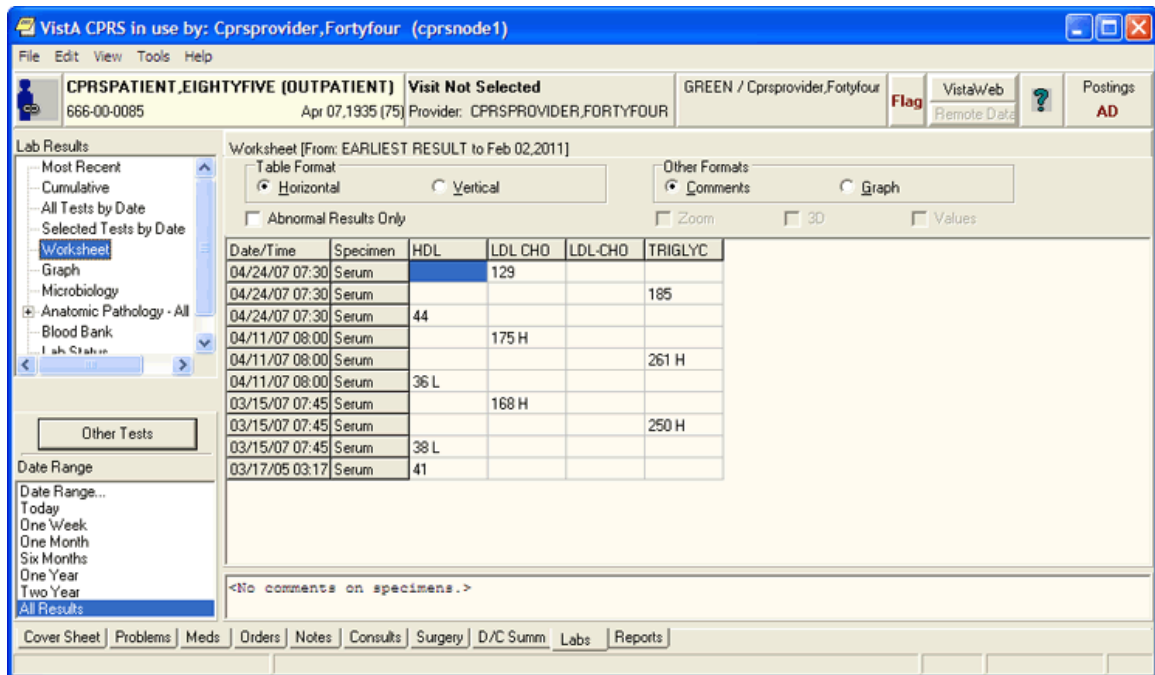 VistA CPRS in use by: Cprsprovider,Fortyfour (cprsnode1)
File Edit View Tools Help
CPRSPATIENT,EIGHTYFIVE (OUTPATIENT) Visit Not Selected GREEN / Cprsprovider,Fortyfour Flag VistaWeb ? Postings
666-00-0085 Apr 07,1935 (75) Provider: CPRSPROVIDER,FORTYFOUR Remote Data AD
Lab Results
Most Recent
Cumulative
All Tests by Date
Selected Tests by Date
Worksheet
Graph
Microbiology
Anatomic Pathology - All
Blood Bank
Lab Status
Other Tests
Date Range
Date Range...
Today
One Week
One Month
Six Months
One Year
Two Year
All Results
Worksheet [From: EARLIEST RESULT to Feb 02,2011]
Table Format Other Formats
Horizontal Vertical Comments Graph
Abnormal Results Only Zoom 3D Values
Date/Time Specimen HDL LDL CHO LDL-CHO TRIGLYC
04/24/07 07:30 Serum 129
04/24/07 07:30 Serum 185
04/24/07 07:30 Serum 44
04/11/07 08:00 Serum 175 H
04/11/07 08:00 Serum 261 H
04/11/07 08:00 Serum 36 L
03/15/07 07:45 Serum 168 H
03/15/07 07:45 Serum 250 H
03/15/07 07:45 Serum 38 L
03/17/05 03:17 Serum 41
<No comments on specimens.>
Cover Sheet Problems Meds Orders Notes Consults Surgery D/C Summ Labs Reports